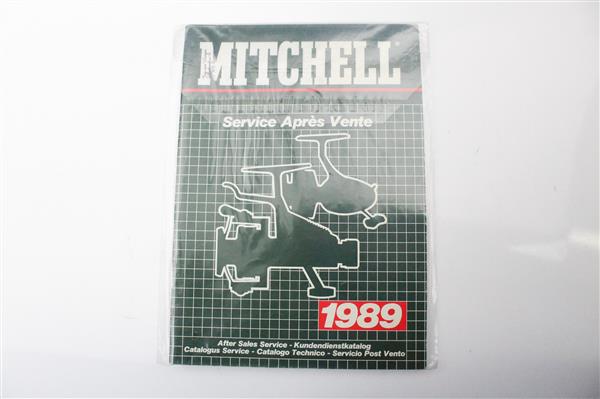 MITCHELL
Service Après Vente
1989
After Sales Service - Kundendienstkatalog
Catalogus Service - Catalogo Technico - Servicio Post Vento